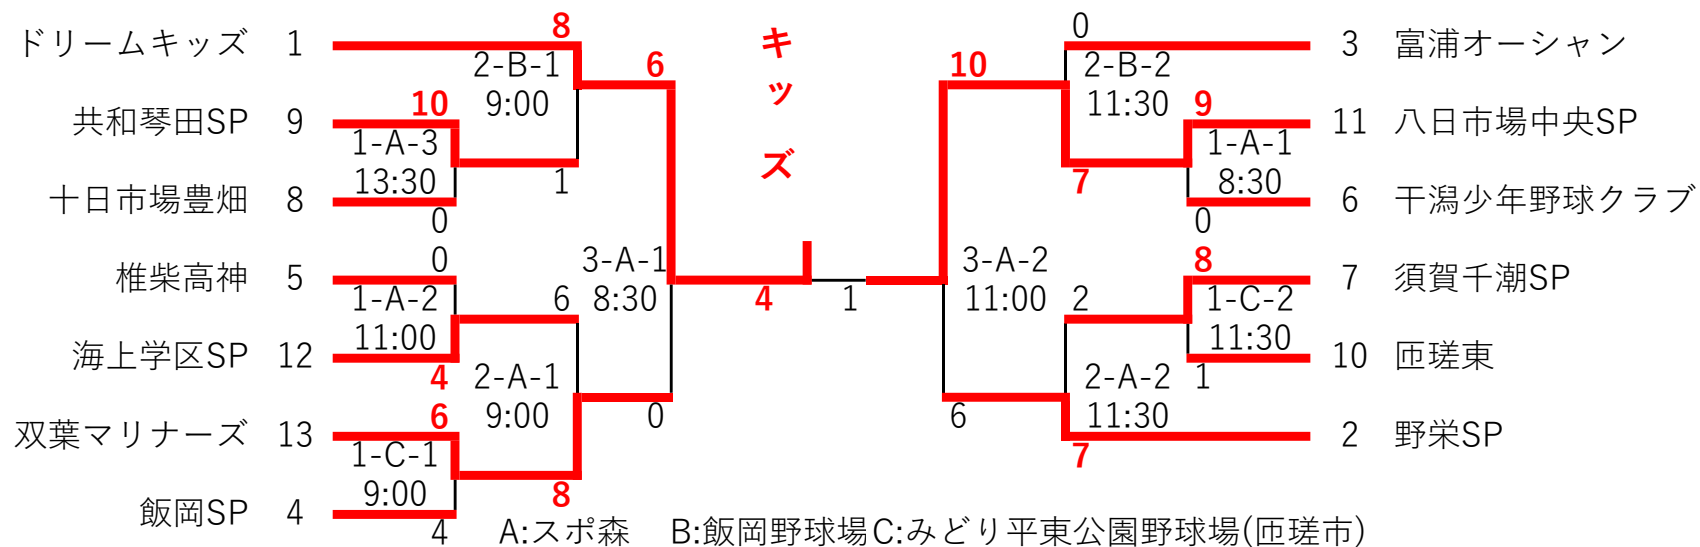 ドリームキッズ 1
共和琴田SP 9
十日市場豊畑 8
椎柴高神 5
海上学区SP 12
双葉マリナーズ 13
飯岡SP 4
8
2-B-1
9:00
10
1-A-3
13:30
1
0
0
1-A-2
11:00
4
6
2-A-1
9:00
6
1-C-1
9:00
8
4
6
3-A-1
8:30
0
キッズ
4
1
10
3-A-2
11:00
6
0
2-B-2
11:30
7
9
1-A-1
8:30
0
8
1-C-2
11:30
1
2
2-A-2
11:30
7
3 富浦オーシャン
11 八日市場中央SP
6 干潟少年野球クラブ
7 須賀千潮SP
10 匝瑳東
2 野栄SP
A:スポ森 B:飯岡野球場 C:みどり平東公園野球場(匝瑳市)